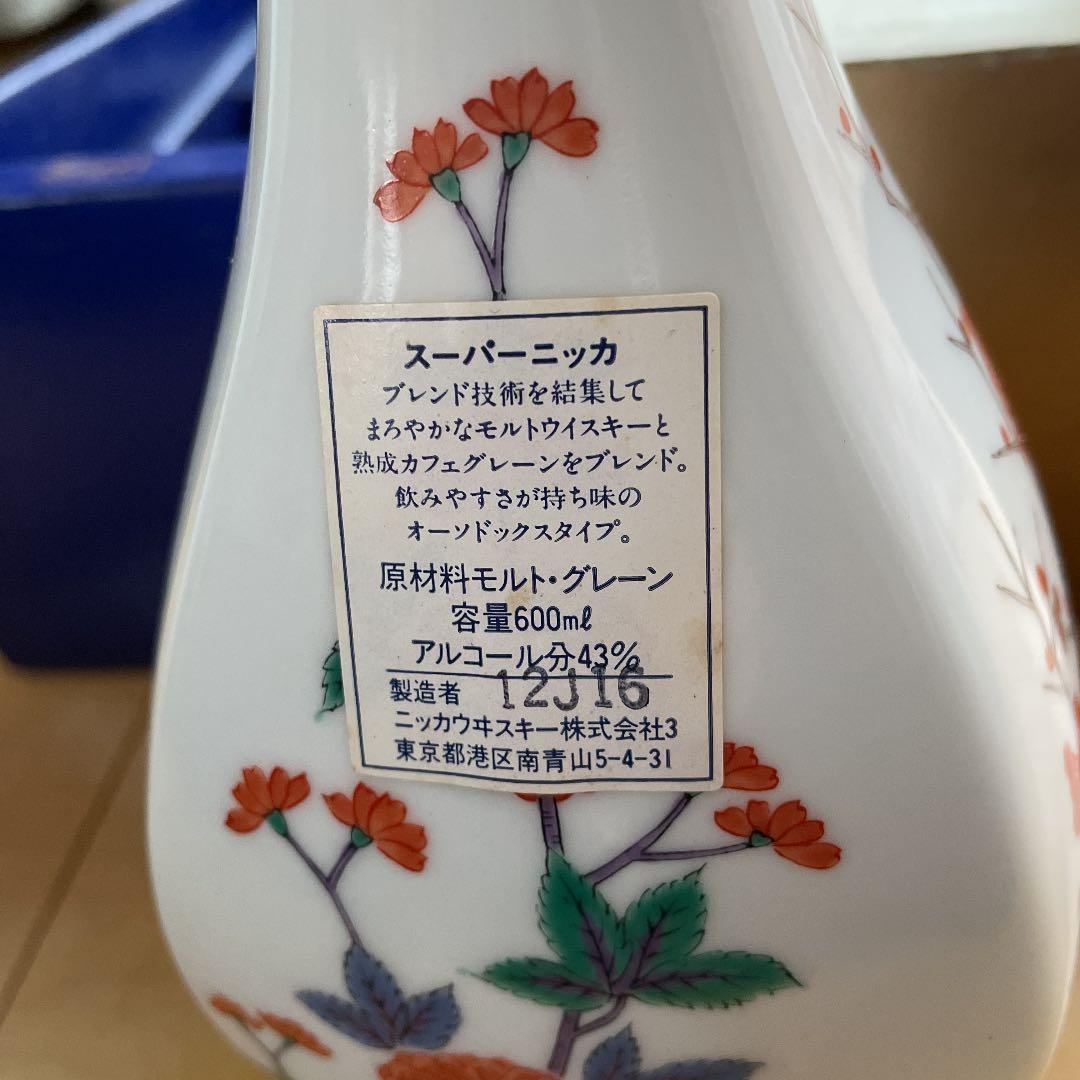 スーパーニッカ
ブレンド技術を結集して
まろやかなモルトウイスキーと
熟成カフェグレーンをブレンド。
飲みやすさが持ち味の
オーソドックスタイプ。
原材料モルト・グレーン
容量600mℓ
アルコール分43%
製造者 12J16
ニッカウヰスキー株式会社3
東京都港区南青山5-4-31